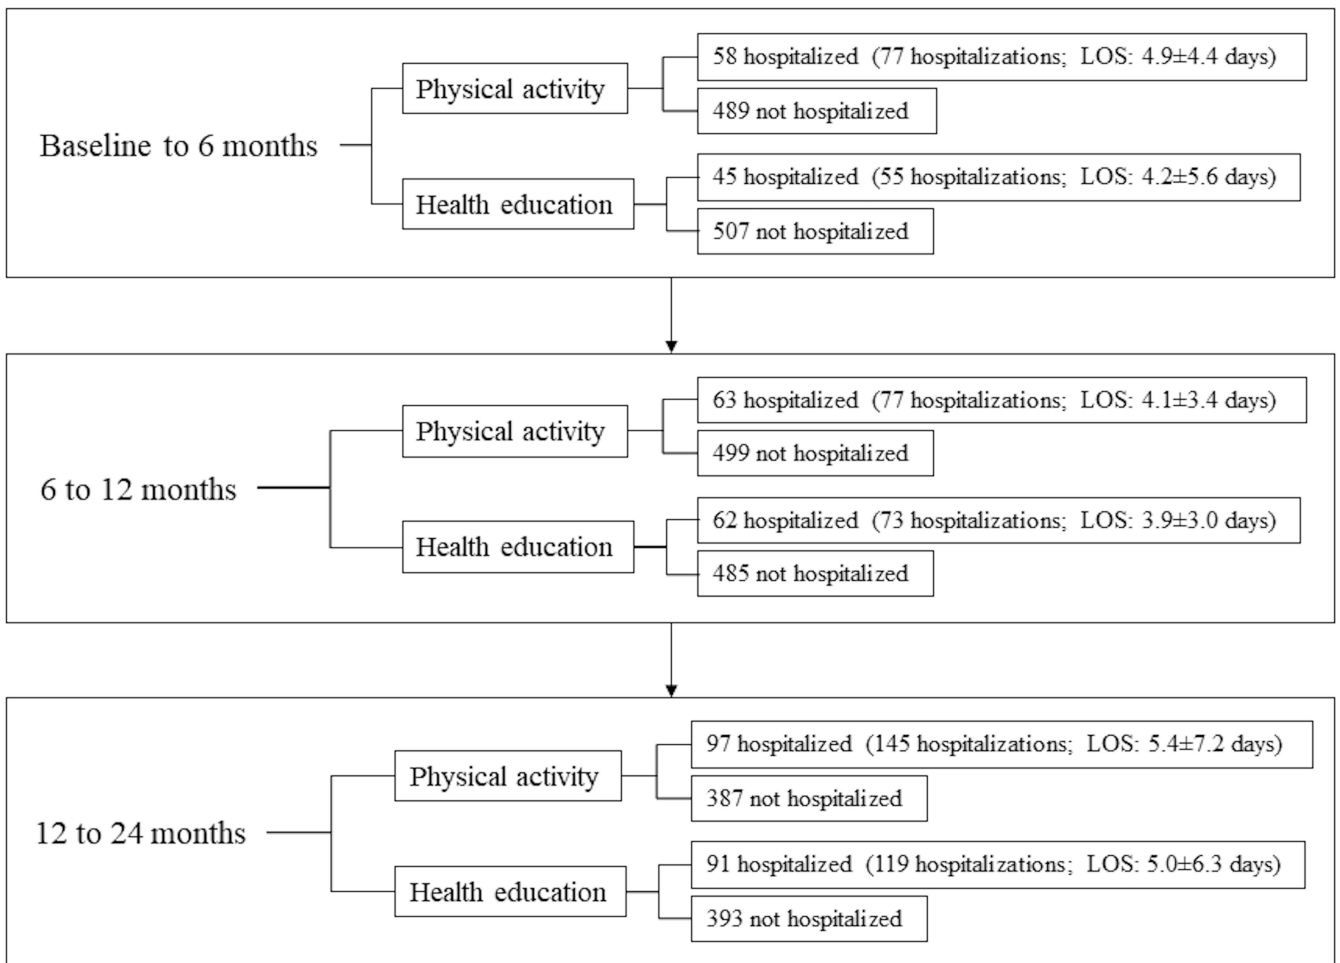 Baseline to 6 months
Physical activity
58 hospitalized (77 hospitalizations; LOS: 4.9±4.4 days)
489 not hospitalized
Health education
45 hospitalized (55 hospitalizations; LOS: 4.2±5.6 days)
507 not hospitalized
6 to 12 months
Physical activity
63 hospitalized (77 hospitalizations; LOS: 4.1±3.4 days)
499 not hospitalized
Health education
62 hospitalized (73 hospitalizations; LOS: 3.9±3.0 days)
485 not hospitalized
12 to 24 months
Physical activity
97 hospitalized (145 hospitalizations; LOS: 5.4±7.2 days)
387 not hospitalized
Health education
91 hospitalized (119 hospitalizations; LOS: 5.0±6.3 days)
393 not hospitalized